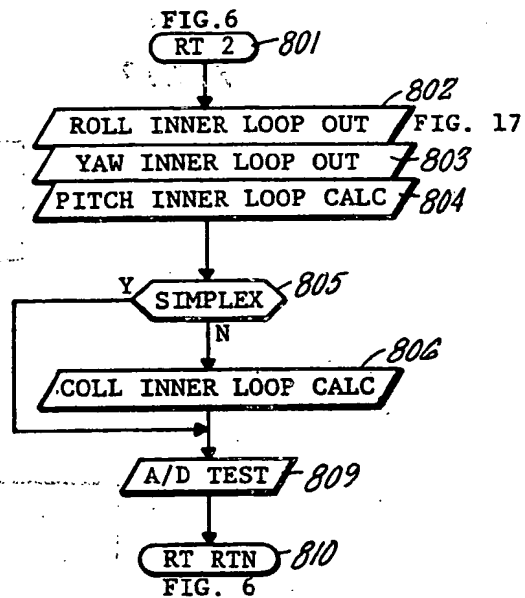 FIG.6
RT 2 801
802
ROLL INNER LOOP OUT FIG. 17
YAW INNER LOOP OUT 803
PITCH INNER LOOP CALC 804
Y SIMPLEX 805
N
806
COLL INNER LOOP CALC
A/D TEST 809
RT RTN 810
FIG. 6